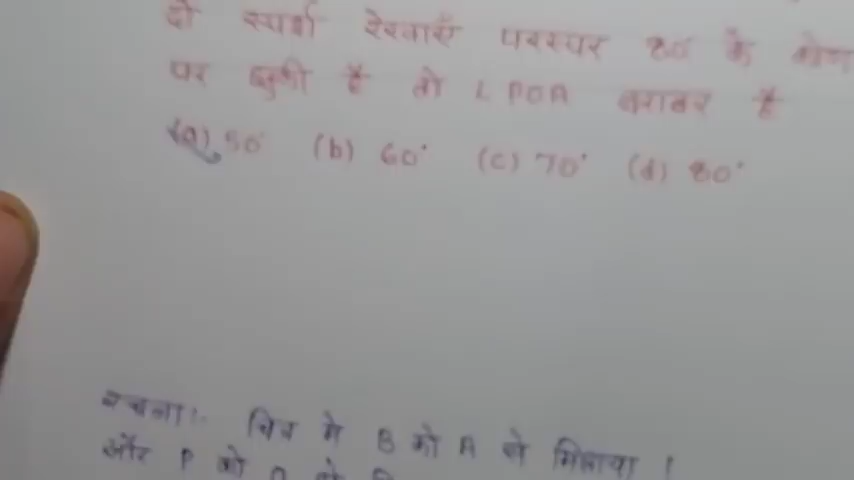 दो स्पर्श रेखाएँ परस्पर 80° के कोण
पर झुकी है तो ∠ POA बराबर है
(a) 50° (b) 60° (c) 70° (d) 80°
रचना:- चित्र में B को A से मिलाया।
और P को O से